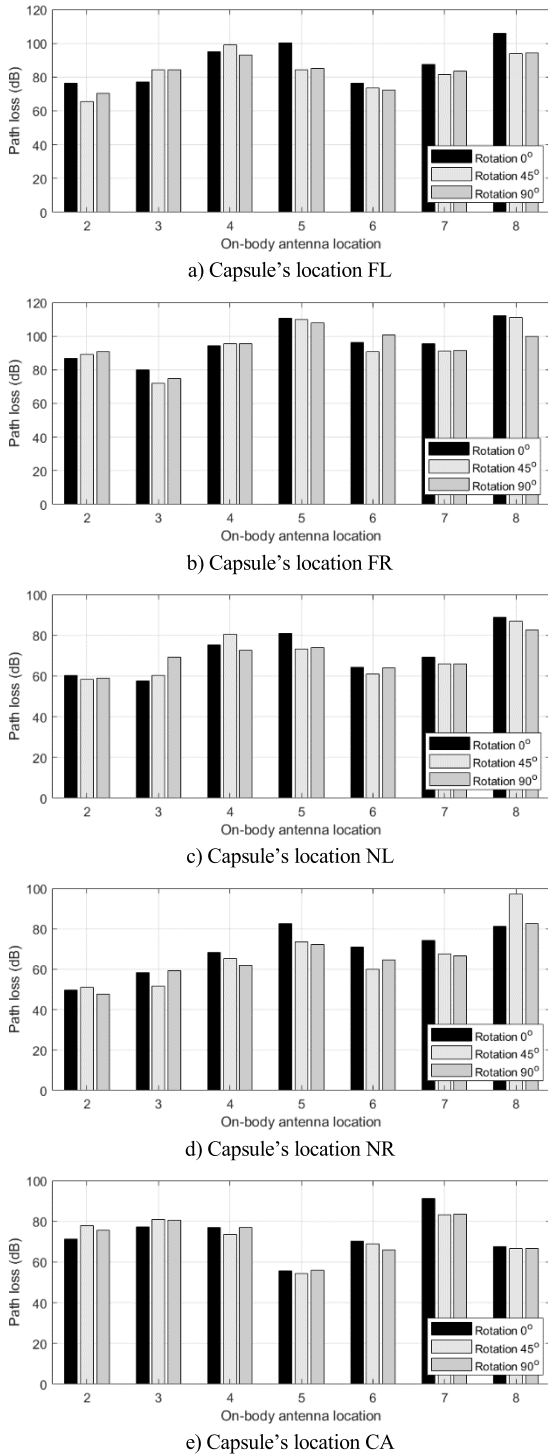 120
100
80
60
40
20
0
Path loss (dB)
Rotation 0°
Rotation 45°
Rotation 90°
2 3 4 5 6 7 8
On-body antenna location
a) Capsule's location FL
120
100
80
60
40
20
0
Path loss (dB)
Rotation 0°
Rotation 45°
Rotation 90°
2 3 4 5 6 7 8
On-body antenna location
b) Capsule's location FR
100
80
60
40
20
0
Path loss (dB)
Rotation 0°
Rotation 45°
Rotation 90°
2 3 4 5 6 7 8
On-body antenna location
c) Capsule's location NL
100
80
60
40
20
0
Path loss (dB)
Rotation 0°
Rotation 45°
Rotation 90°
2 3 4 5 6 7 8
On-body antenna location
d) Capsule's location NR
100
80
60
40
20
0
Path loss (dB)
Rotation 0°
Rotation 45°
Rotation 90°
2 3 4 5 6 7 8
On-body antenna location
e) Capsule's location CA